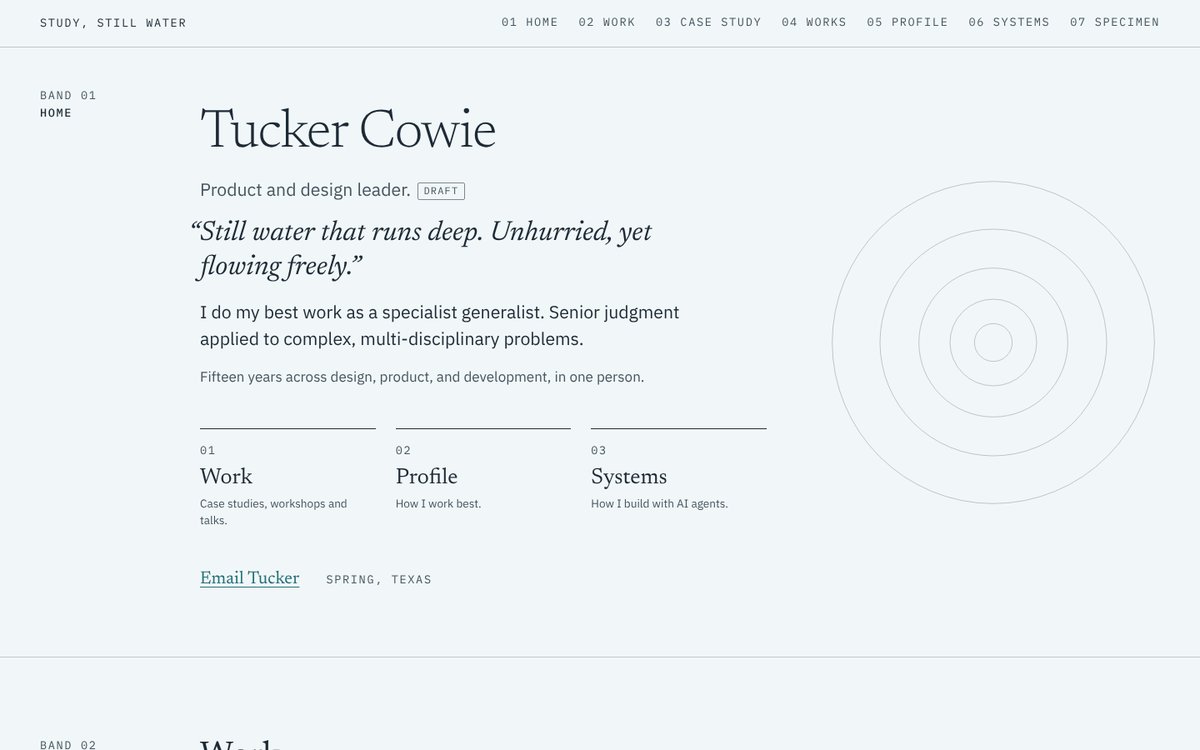 STUDY, STILL WATER
01 HOME 02 WORK 03 CASE STUDY 04 WORKS 05 PROFILE 06 SYSTEMS 07 SPECIMEN
BAND 01
HOME
Tucker Cowie
Product and design leader. DRAFT
“Still water that runs deep. Unhurried, yet
flowing freely.”
I do my best work as a specialist generalist. Senior judgment
applied to complex, multi-disciplinary problems.
Fifteen years across design, product, and development, in one person.
01
Work
Case studies, workshops and
talks.
02
Profile
How I work best.
03
Systems
How I build with AI agents.
Email Tucker
SPRING, TEXAS
BAND 02
Work